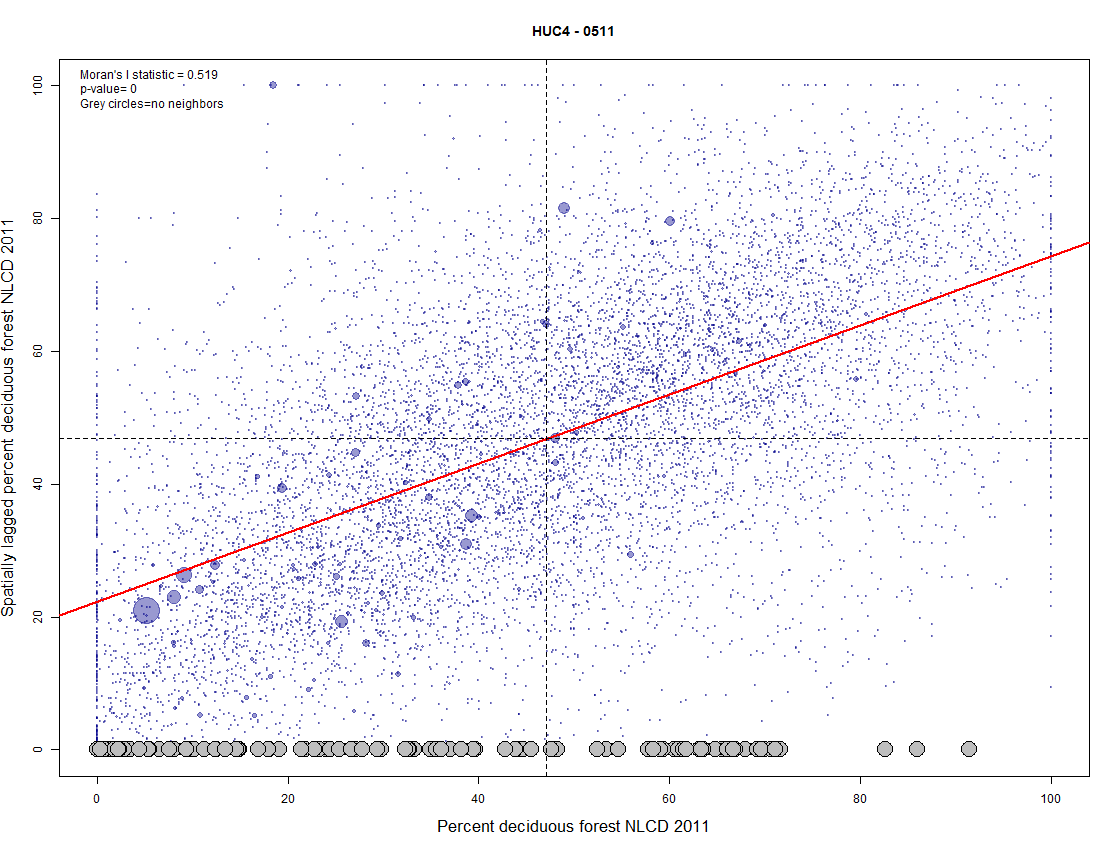 HUC4 - 0511
Moran's I statistic = 0.519
p-value= 0
Grey circles=no neighbors
Spatially lagged percent deciduous forest NLCD 2011
100
80
60
40
20
0
0 20 40 60 80 100
Percent deciduous forest NLCD 2011